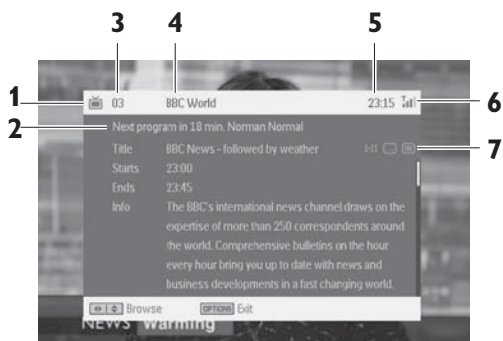 3 4 5
1 03 BBC World 23:15 6
2 Next program in 18 min. Norman Normal
Title BBC News - followed by weather 7
Starts 23:00
Ends 23:45
Info The BBC's international news channel draws on the
expertise of more than 250 correspondents around
the world. Comprehensive bulletins on the hour
every hour bring you up to date with news and
business developments in a fast changing world.
Browse OPTIONS Exit
NEWS Warming